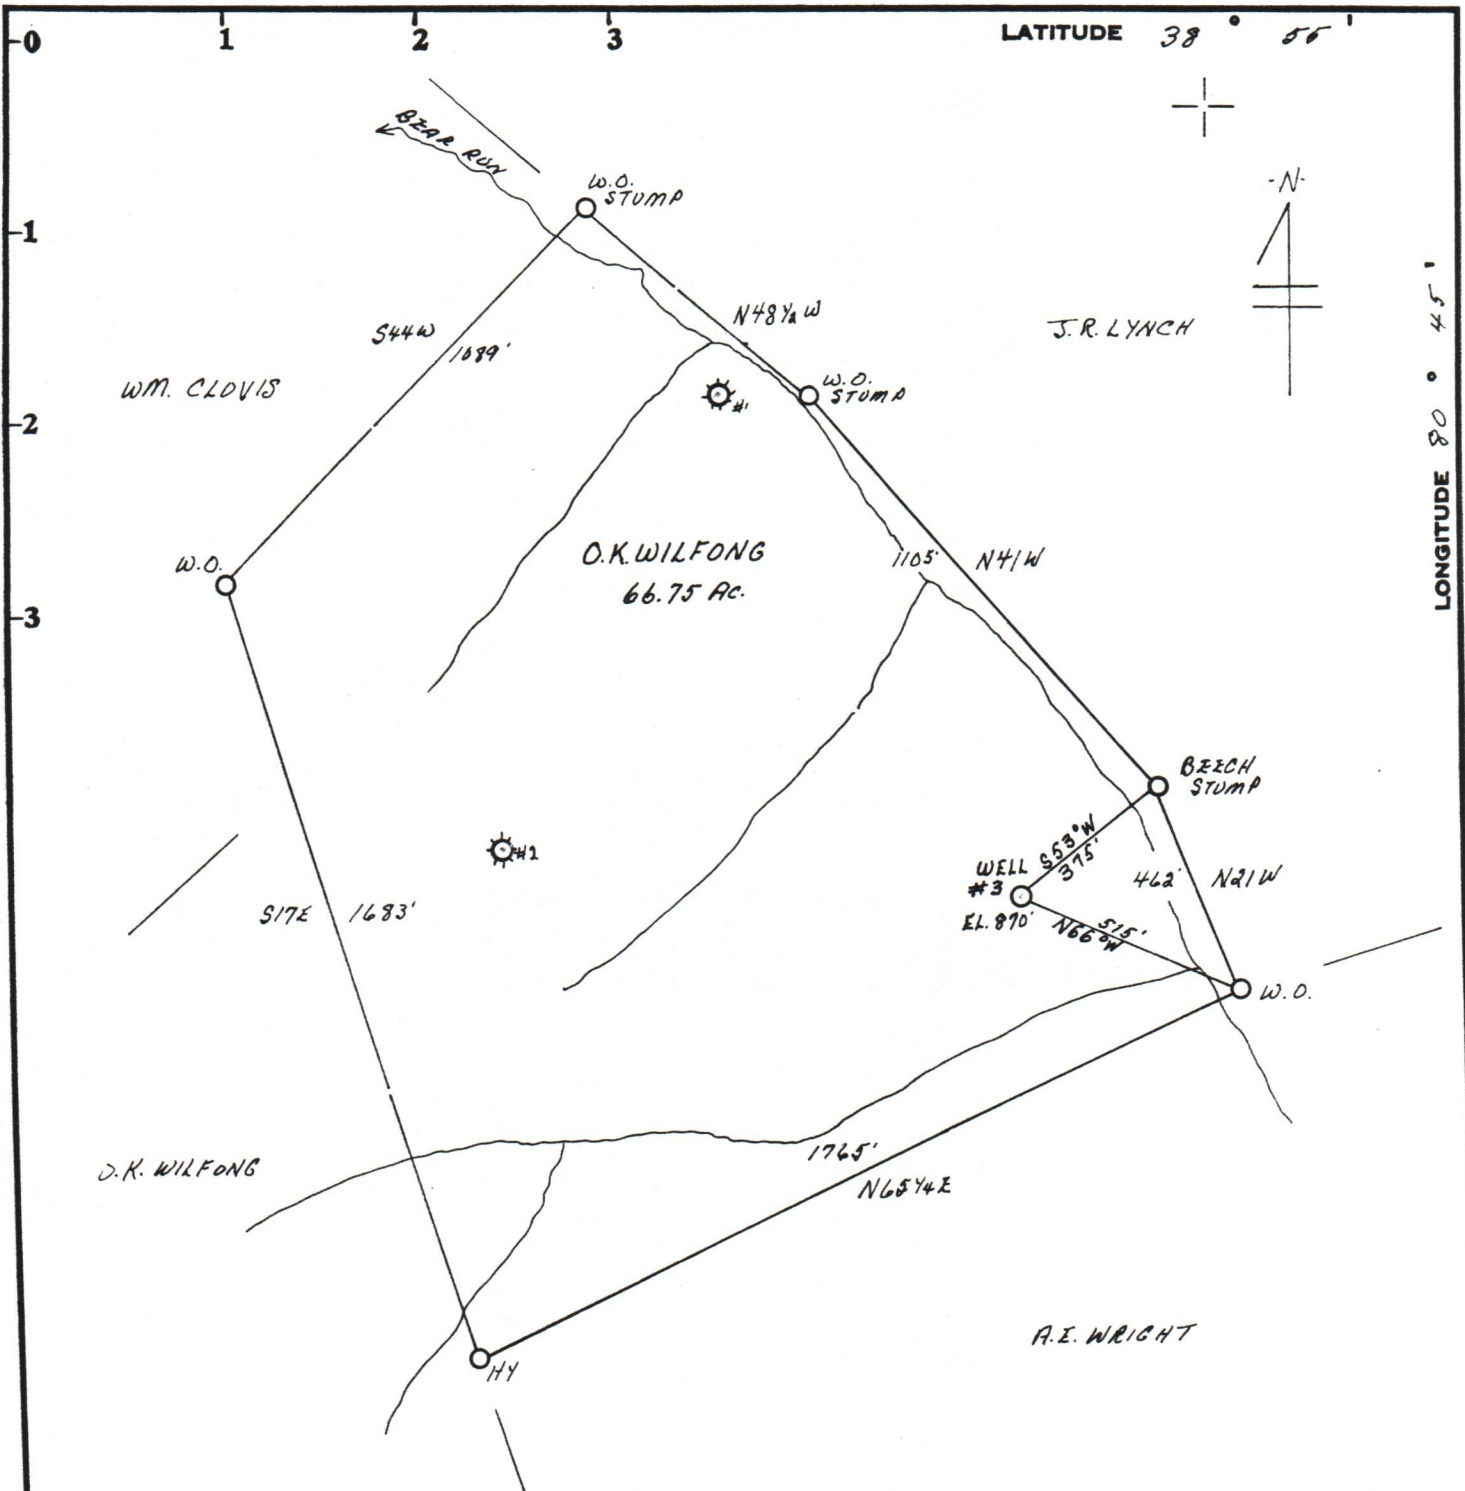 0 1 2 3 LATITUDE 38 ° 55 '
BEAR RUN
W.O.
STUMP
-N-
1
LONGITUDE 80 ° 45 '
S44W
1089'
N48½W
J.R. LYNCH
WM. CLOVIS
#1
W.O.
STUMP
2
O.K. WILFONG
66.75 AC.
1105'
N41W
W.O.
3
BEECH
STUMP
#2
S53°W
375'
WELL
#3
EL. 870'
462'
N21W
515'
N66°W
S17E 1683'
W.O.
1765'
N65¼E
O.K. WILFONG
A.E. WRIGHT
HY